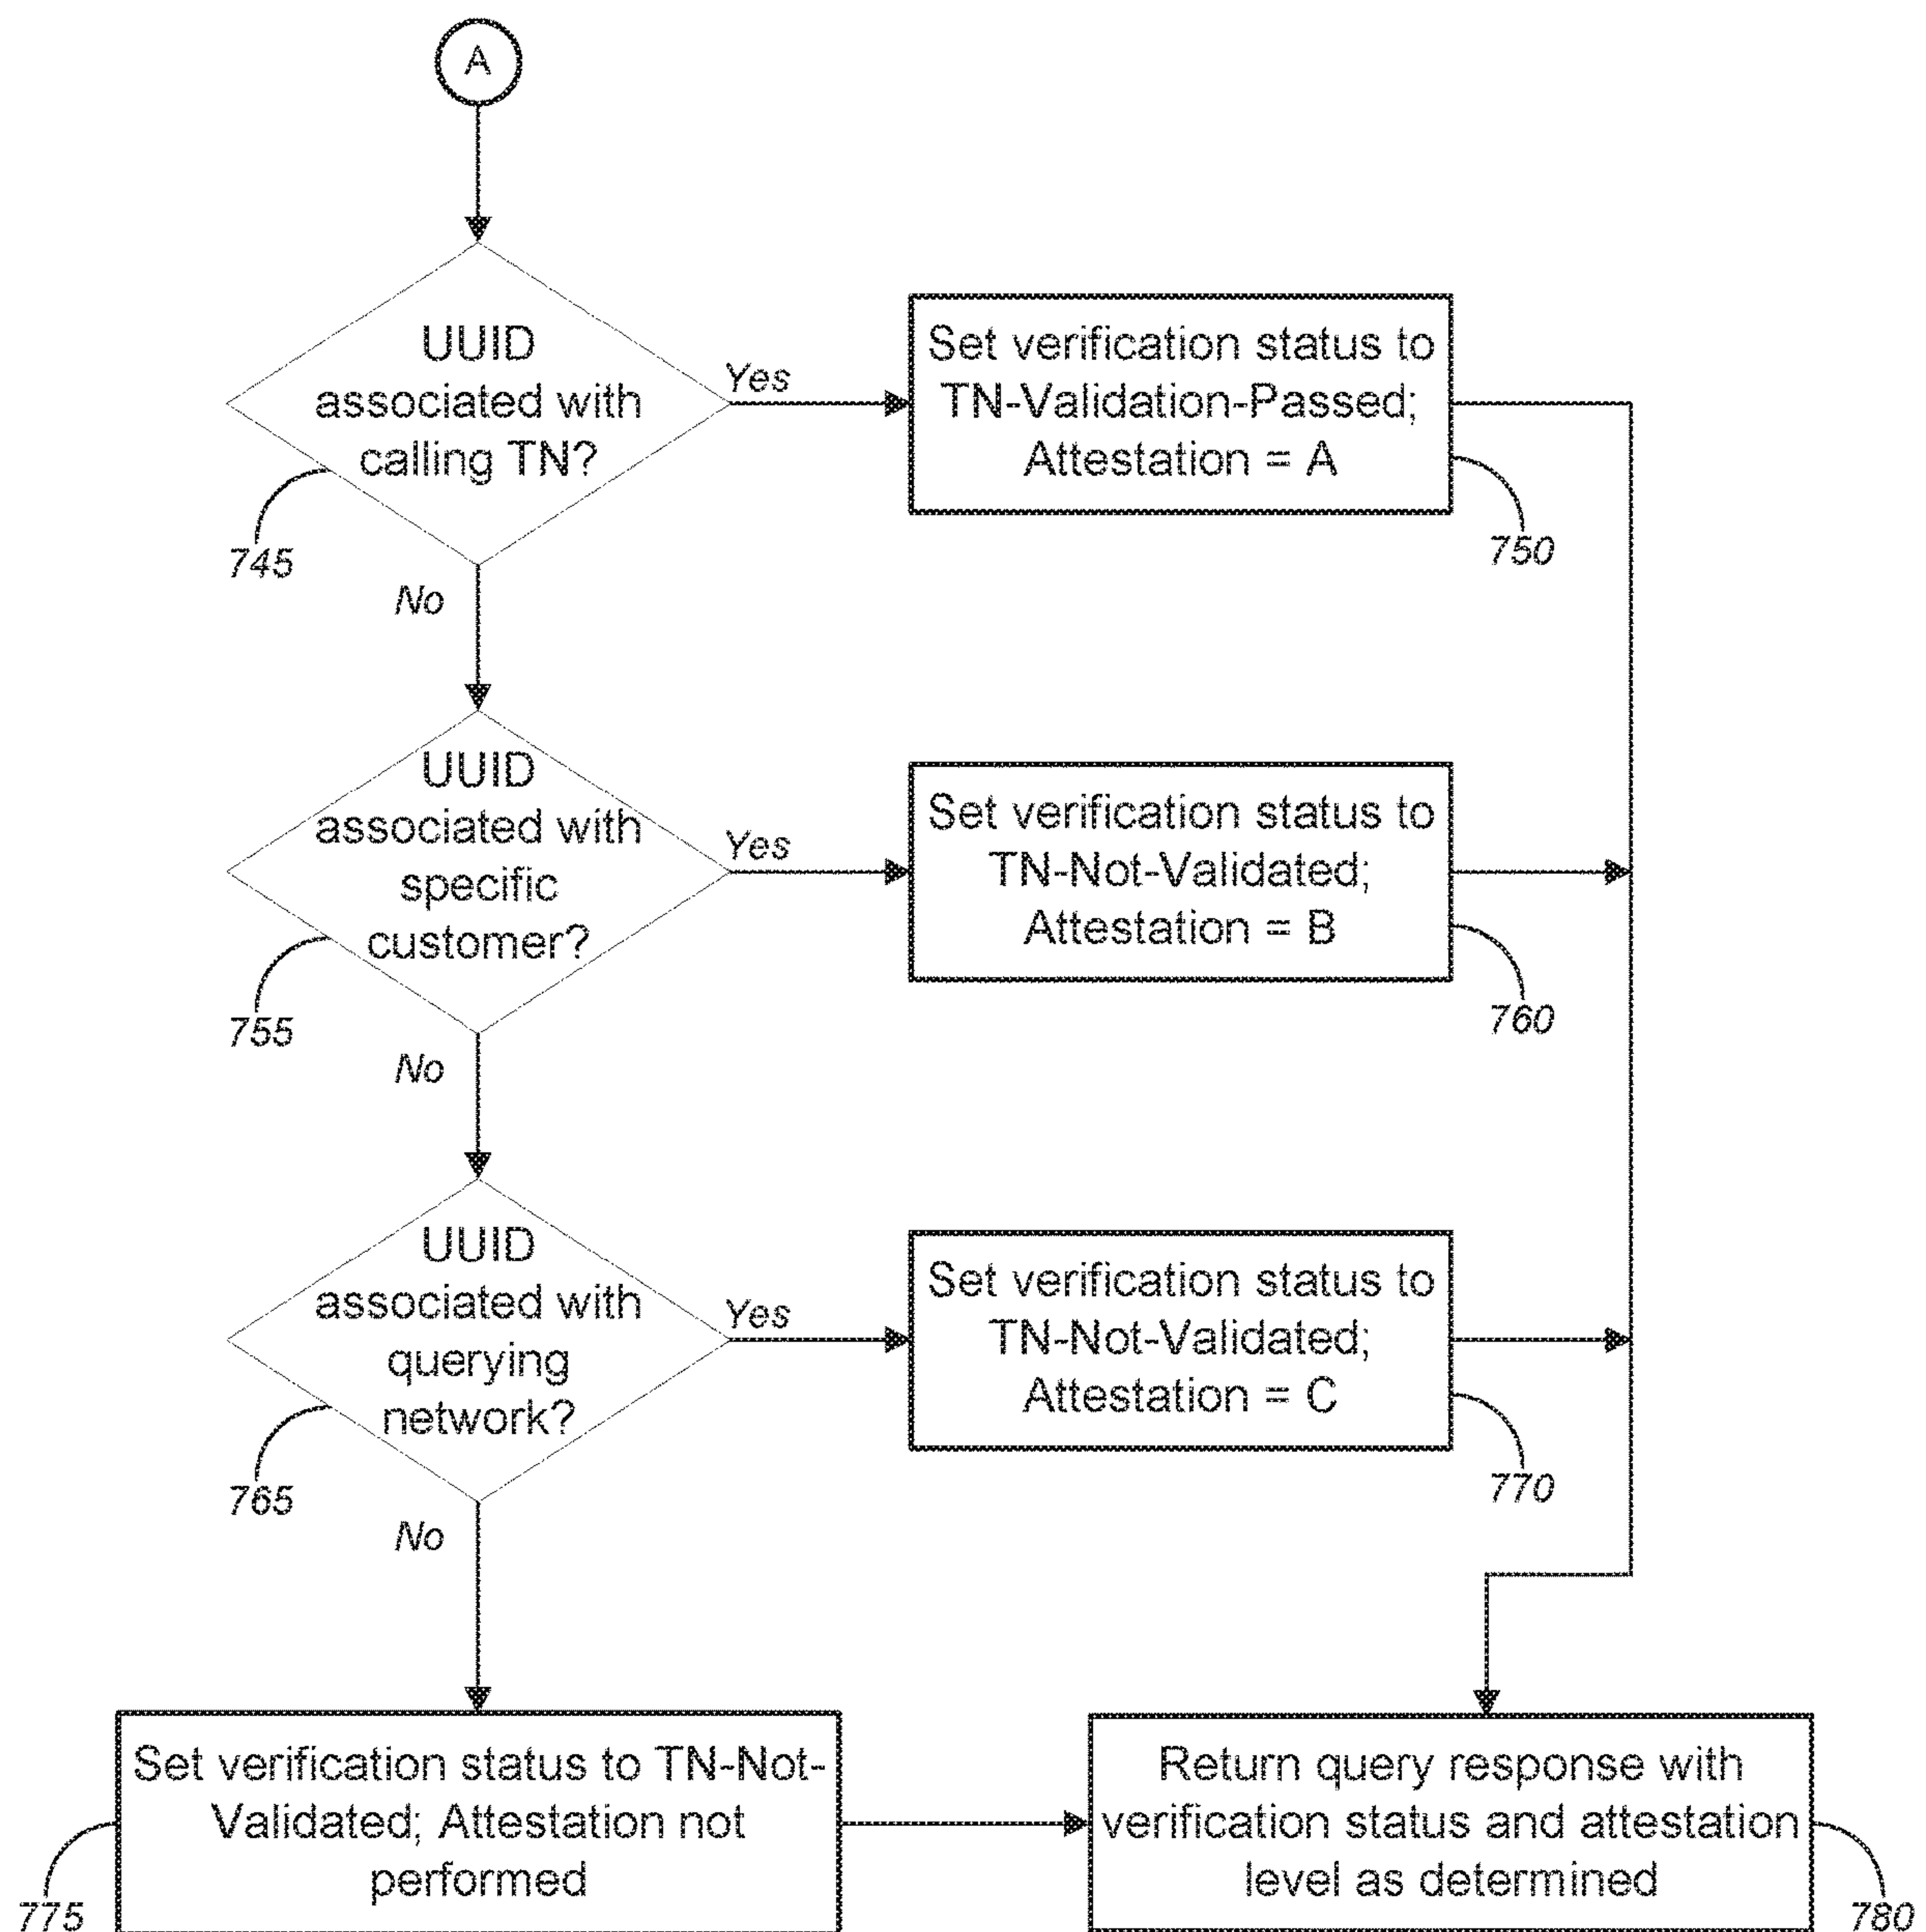 A
UUID
associated with
calling TN?
745
Yes
No
Set verification status to
TN-Validation-Passed;
Attestation = A
750
UUID
associated with
specific
customer?
755
Yes
No
Set verification status to
TN-Not-Validated;
Attestation = B
760
UUID
associated with
querying
network?
765
Yes
No
Set verification status to
TN-Not-Validated;
Attestation = C
770
Set verification status to TN-Not-
Validated; Attestation not
performed
775
Return query response with
verification status and attestation
level as determined
780